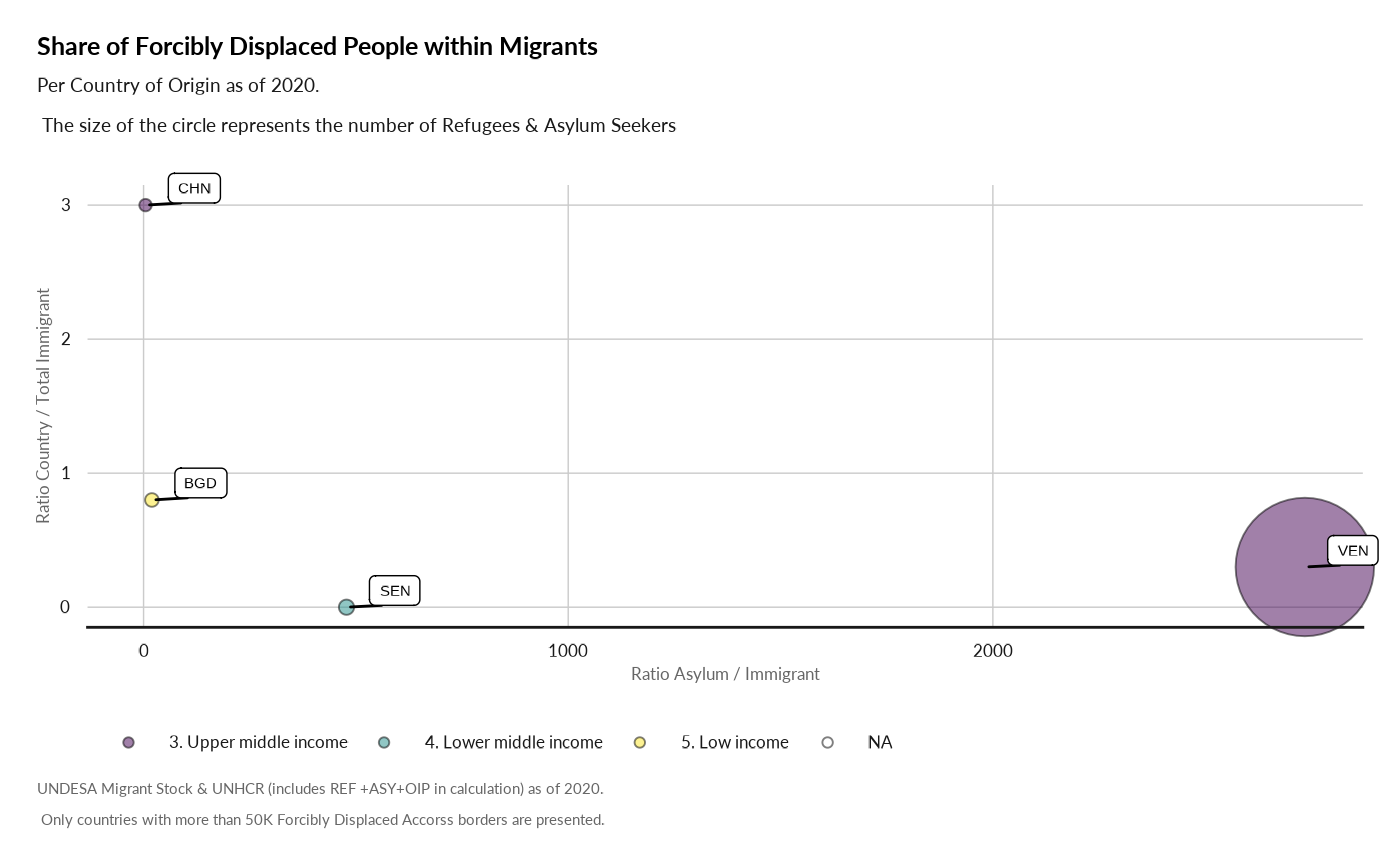 Share of Forcibly Displaced People within Migrants
Per Country of Origin as of 2020.
The size of the circle represents the number of Refugees & Asylum Seekers
CHN
3
2
Ratio Country / Total Immigrant
1
BGD
VEN
SEN
0
0
1000
2000
Ratio Asylum / Immigrant
3. Upper middle income
4. Lower middle income
5. Low income
NA
UNDESA Migrant Stock & UNHCR (includes REF +ASY+OIP in calculation) as of 2020.
Only countries with more than 50K Forcibly Displaced Accorss borders are presented.